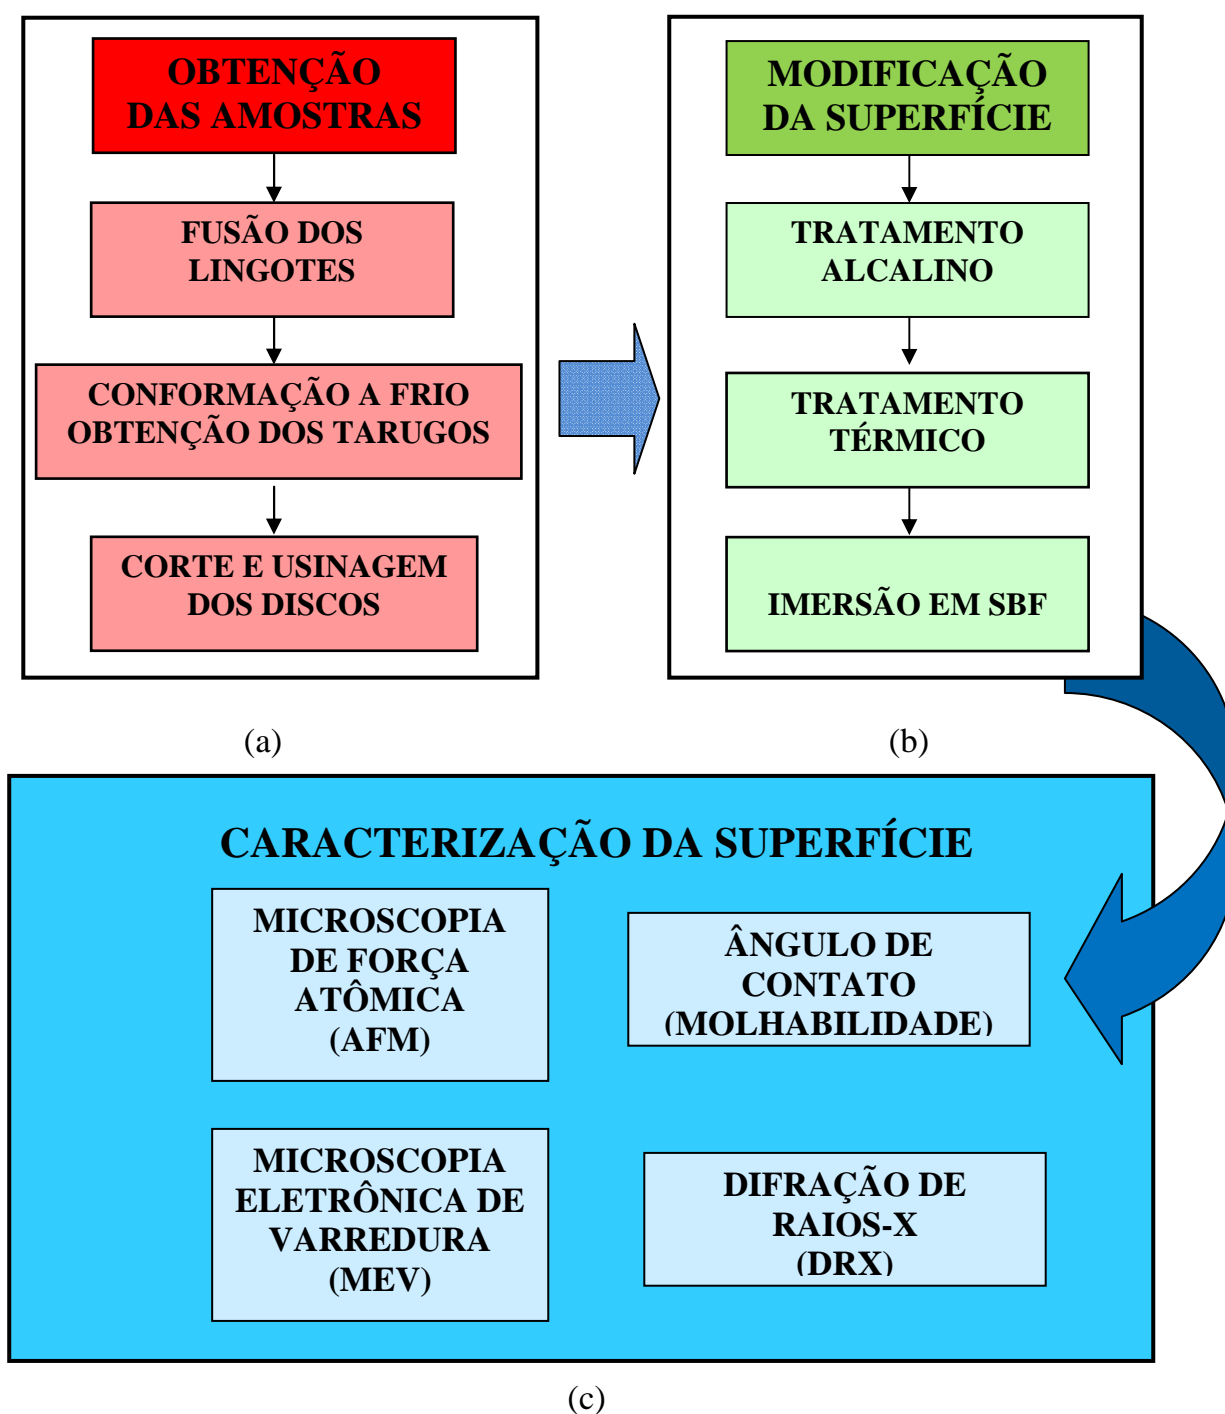 OBTENÇÃO
DAS AMOSTRAS
FUSÃO DOS
LINGOTES
CONFORMAÇÃO A FRIO
OBTENÇÃO DOS TARUGOS
CORTE E USINAGEM
DOS DISCOS
(a)
MODIFICAÇÃO
DA SUPERFÍCIE
TRATAMENTO
ALCALINO
TRATAMENTO
TÉRMICO
IMERSÃO EM SBF
(b)
CARACTERIZAÇÃO DA SUPERFÍCIE
MICROSCOPIA
DE FORÇA
ATÔMICA
(AFM)
ÂNGULO DE
CONTATO
(MOLHABILIDADE)
MICROSCOPIA
ELETRÔNICA DE
VARREDURA
(MEV)
DIFRAÇÃO DE
RAIOS-X
(DRX)
(c)